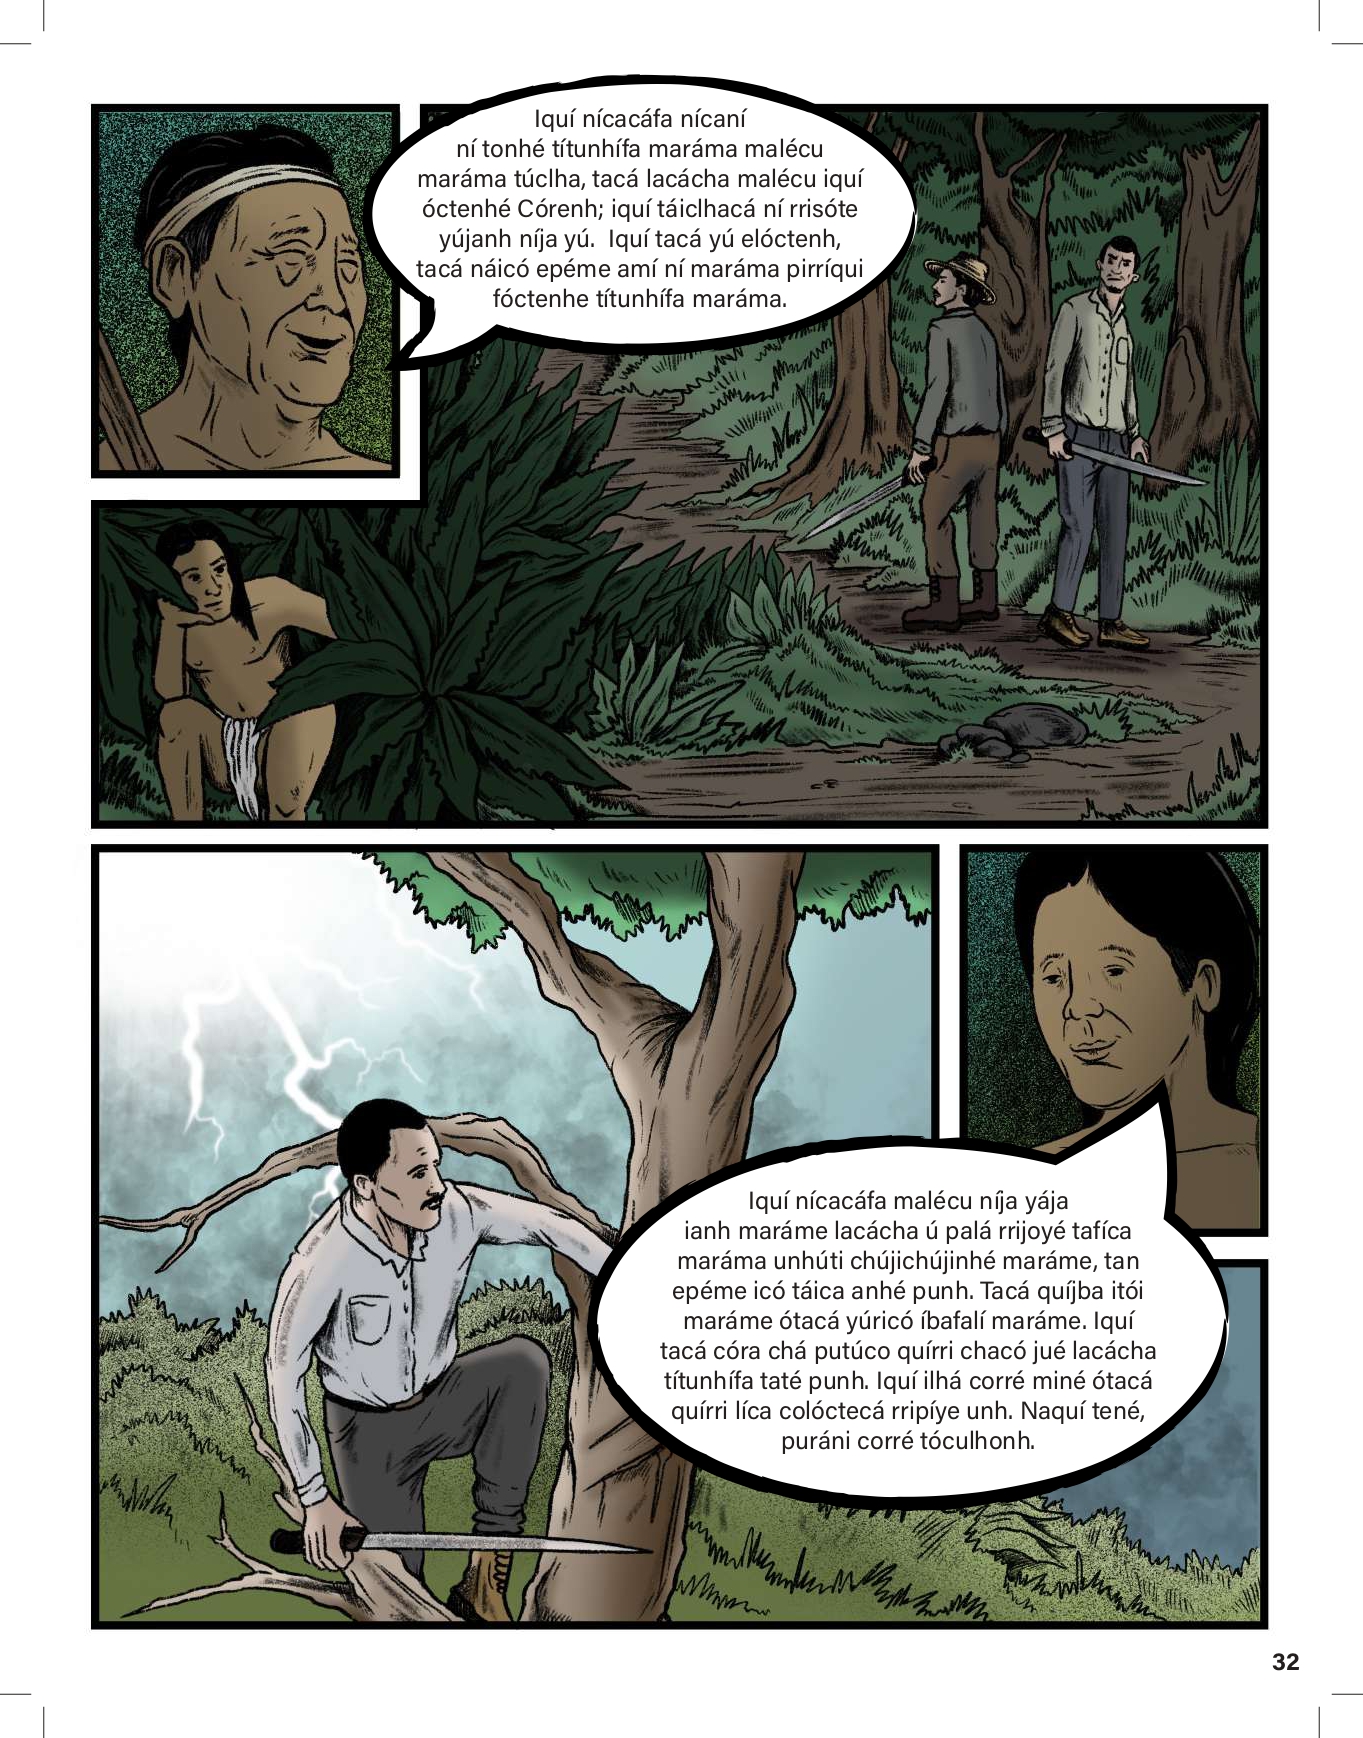 Iquí nícacáfa nícaní
ní tonhé títunhífa maráma malécu
maráma túclha, tacá lacácha malécu iquí
óctenhé Córenh; iquí táiclhacá ní rrisóte
yújanh níja yú. Iquí tacá yú elóctenh,
tacá náicó epéme amí ní maráma pirríqui
fóctenhe títunhífa maráma.
Iquí nícacáfa malécu níja yája
ianh maráme lacácha ú palá rrijoyé tafíca
maráma unhúti chújichújinhé maráme, tan
epéme icó táica anhé punh. Tacá quíjba itói
maráme ótacá yúricó íbafalí maráme. Iquí
tacá córa chá putúco quírri chacó jué lacácha
títunhífa taté punh. Iquí ilhá corré miné ótacá
quírri líca colóctecá rripíye unh. Naquí tené,
puráni corré tóculhonh.
32